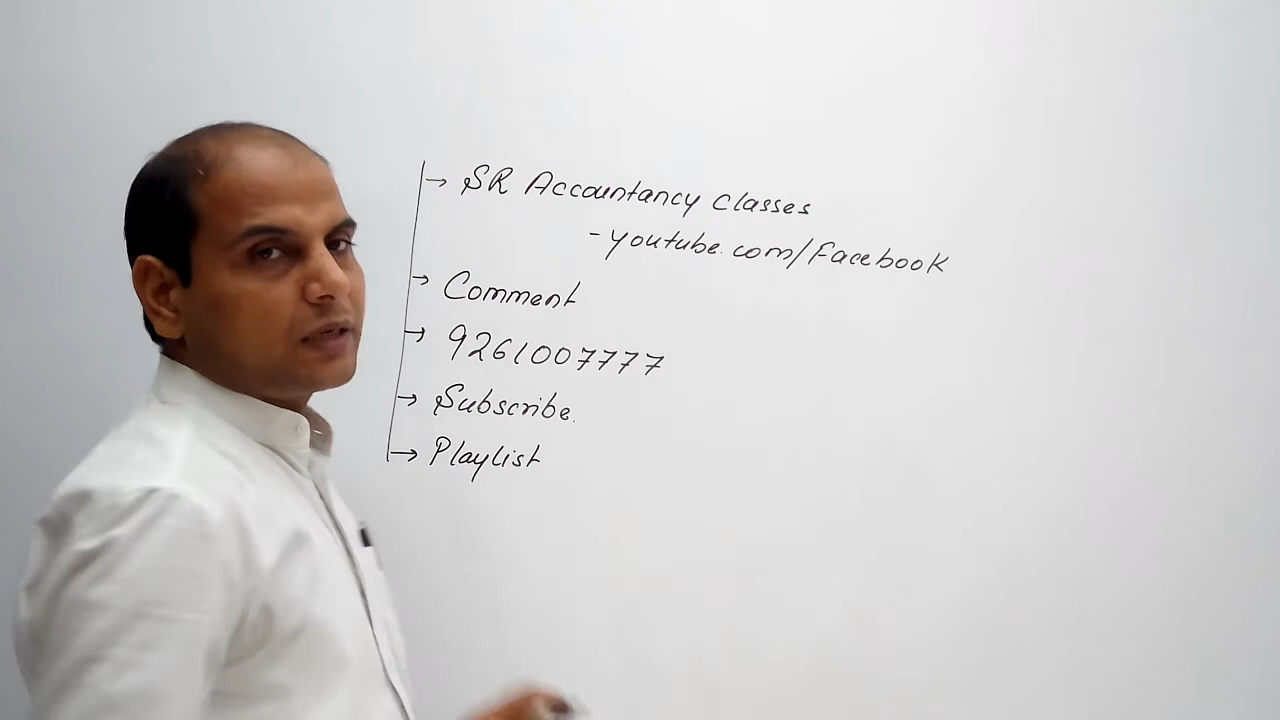 → SR Accountancy Classes
- youtube.com/Facebook
→ Comment
→ 9261007777
→ Subscribe.
→ Playlist